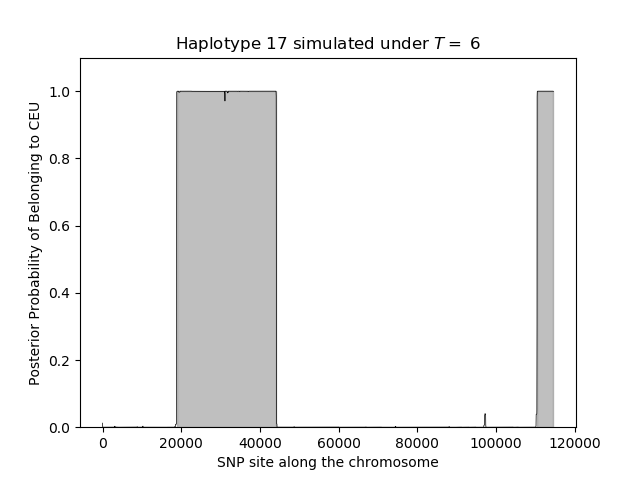 Haplotype 17 simulated under T = 6
Posterior Probability of Belonging to CEU
1.0
0.8
0.6
0.4
0.2
0.0
0 20000 40000 60000 80000 100000 120000
SNP site along the chromosome